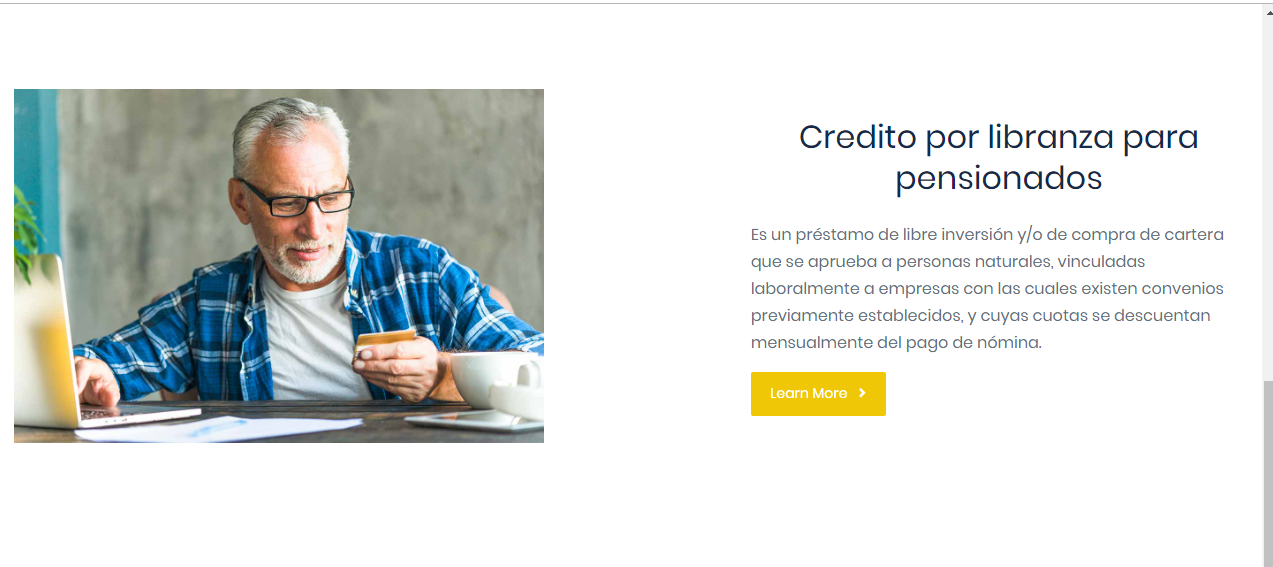 Credito por libranza para
pensionados
Es un préstamo de libre inversión y/o de compra de cartera
que se aprueba a personas naturales, vinculadas
laboralmente a empresas con las cuales existen convenios
previamente establecidos, y cuyas cuotas se descuentan
mensualmente del pago de nómina.
Learn More